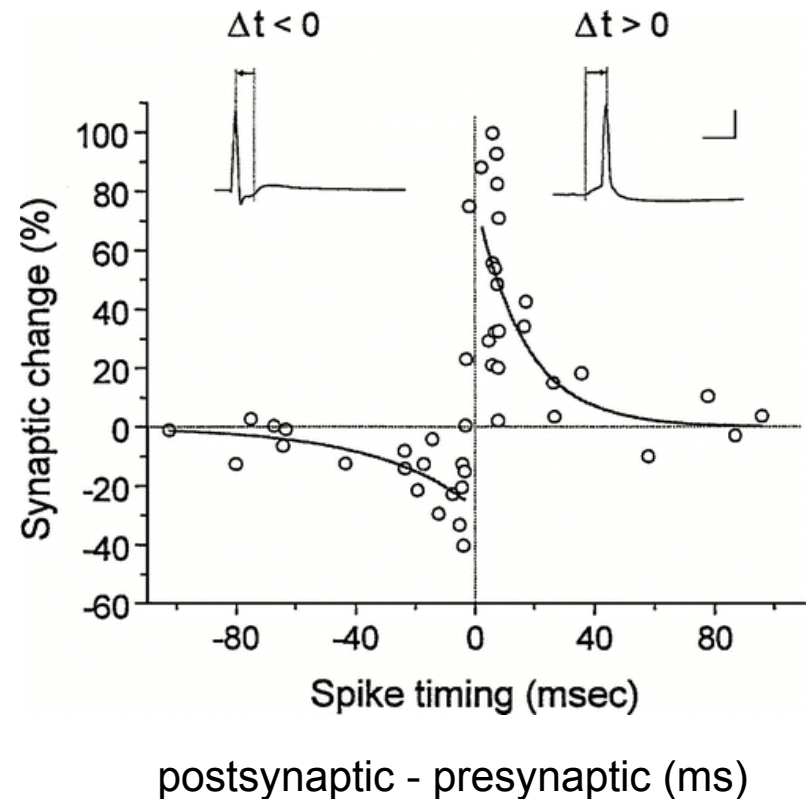 Δt < 0
Δt > 0
100
80
60
40
20
0
-20
-40
-60
Synaptic change (%)
-80
-40
0
40
80
Spike timing (msec)
postsynaptic - presynaptic (ms)